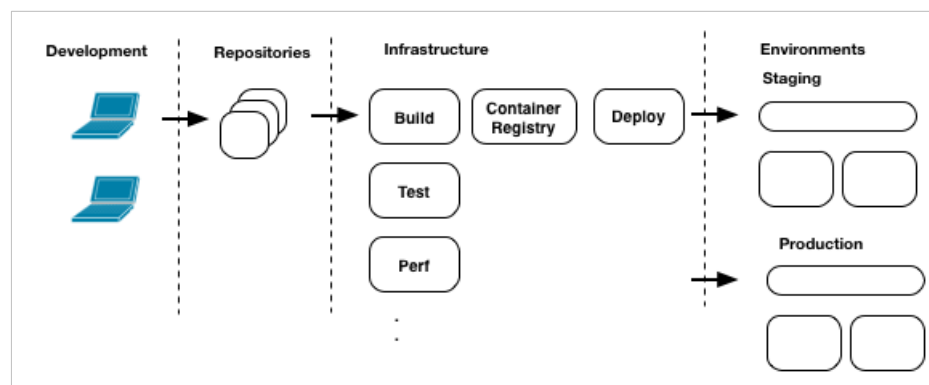 Development
Repositories
Infrastructure
Environments
Staging
Build
Container
Registry
Deploy
Test
Production
Perf